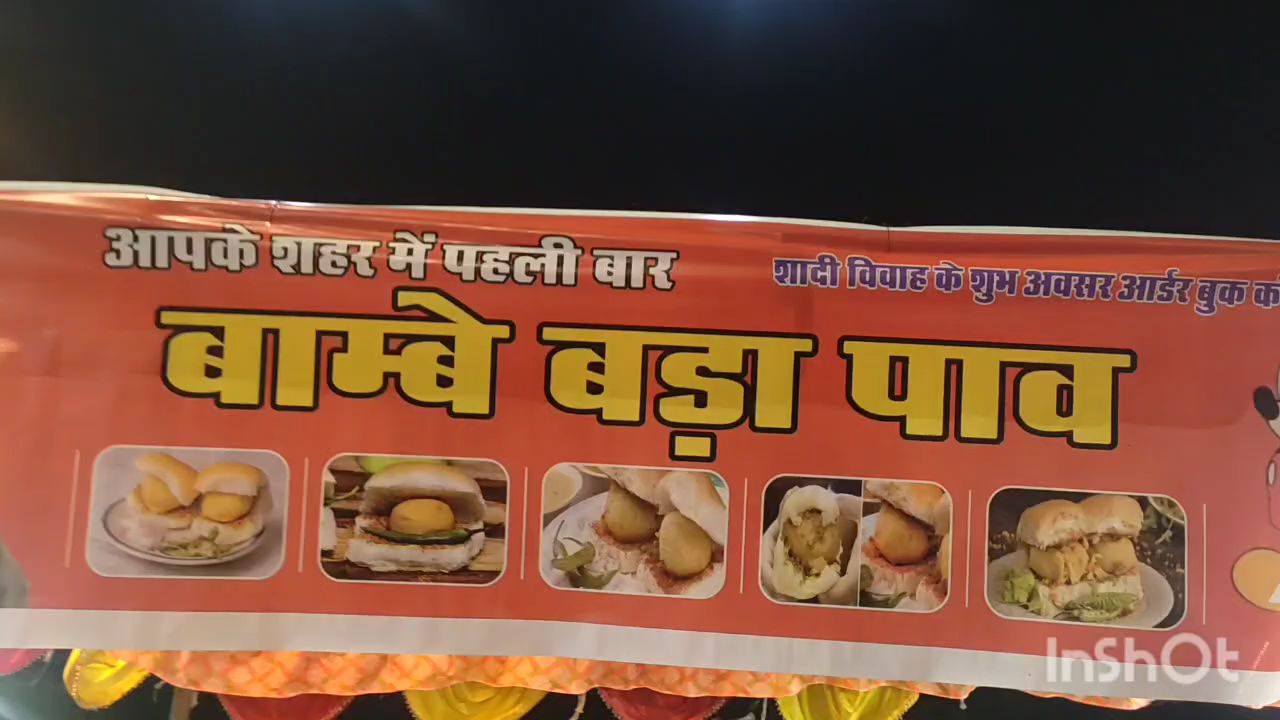 आपके शहर में पहली बार
शादी विवाह के शुभ अवसर आर्डर बुक
बाम्बे बड़ा पाव
InShOt